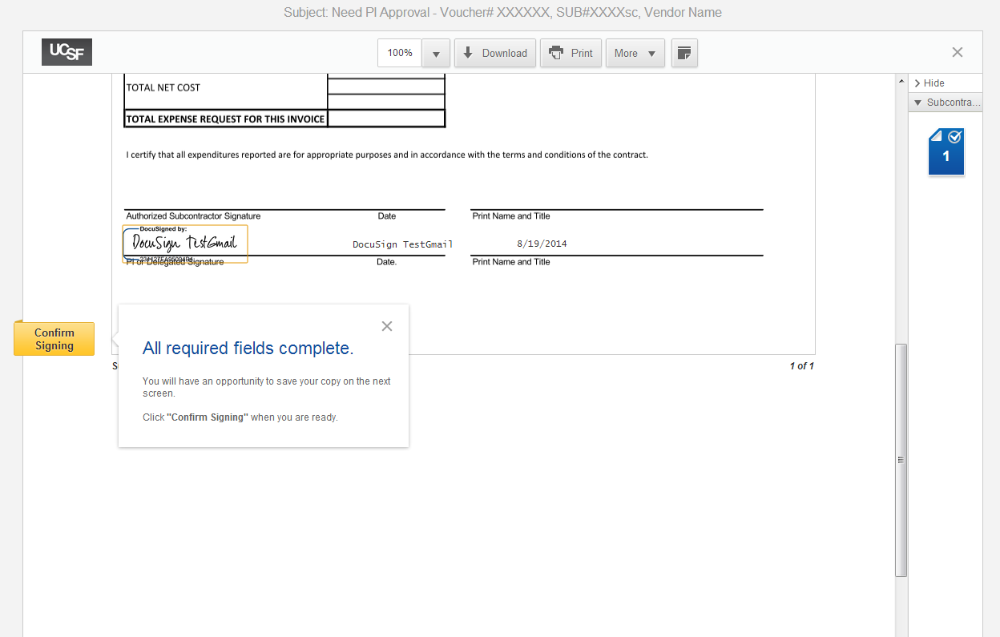 Subject: Need PI Approval - Voucher# XXXXXX, SUB#XXXXsc, Vendor Name
UCSF
100%
Download
Print
More
Hide
Subcontra...
1
TOTAL NET COST
TOTAL EXPENSE REQUEST FOR THIS INVOICE
I certify that all expenditures reported are for appropriate purposes and in accordance with the terms and conditions of the contract.
Authorized Subcontractor Signature Date Print Name and Title
DocuSigned by:
DocuSign TestGmail DocuSign TestGmail 8/19/2014
PI or Delegated Signature Date. Print Name and Title
Confirm
Signing
All required fields complete.
You will have an opportunity to save your copy on the next
screen.
Click "Confirm Signing" when you are ready.
1 of 1